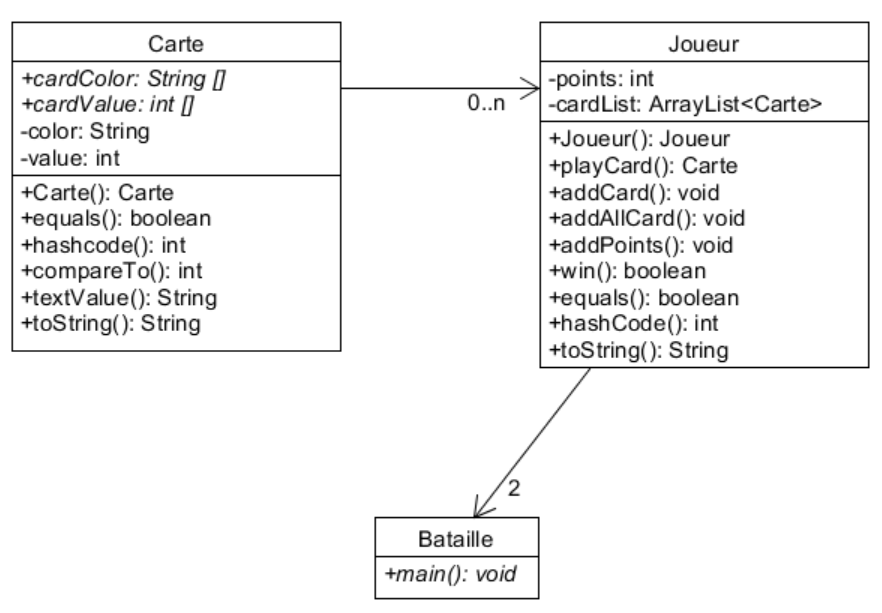 Carte
+cardColor: String []
+cardValue: int []
-color: String
-value: int
+Carte(): Carte
+equals(): boolean
+hashcode(): int
+compareTo(): int
+textValue(): String
+toString(): String
0..n
Joueur
-points: int
-cardList: ArrayList<Carte>
+Joueur(): Joueur
+playCard(): Carte
+addCard(): void
+addAllCard(): void
+addPoints(): void
+win(): boolean
+equals(): boolean
+hashCode(): int
+toString(): String
2
Bataille
+main(): void